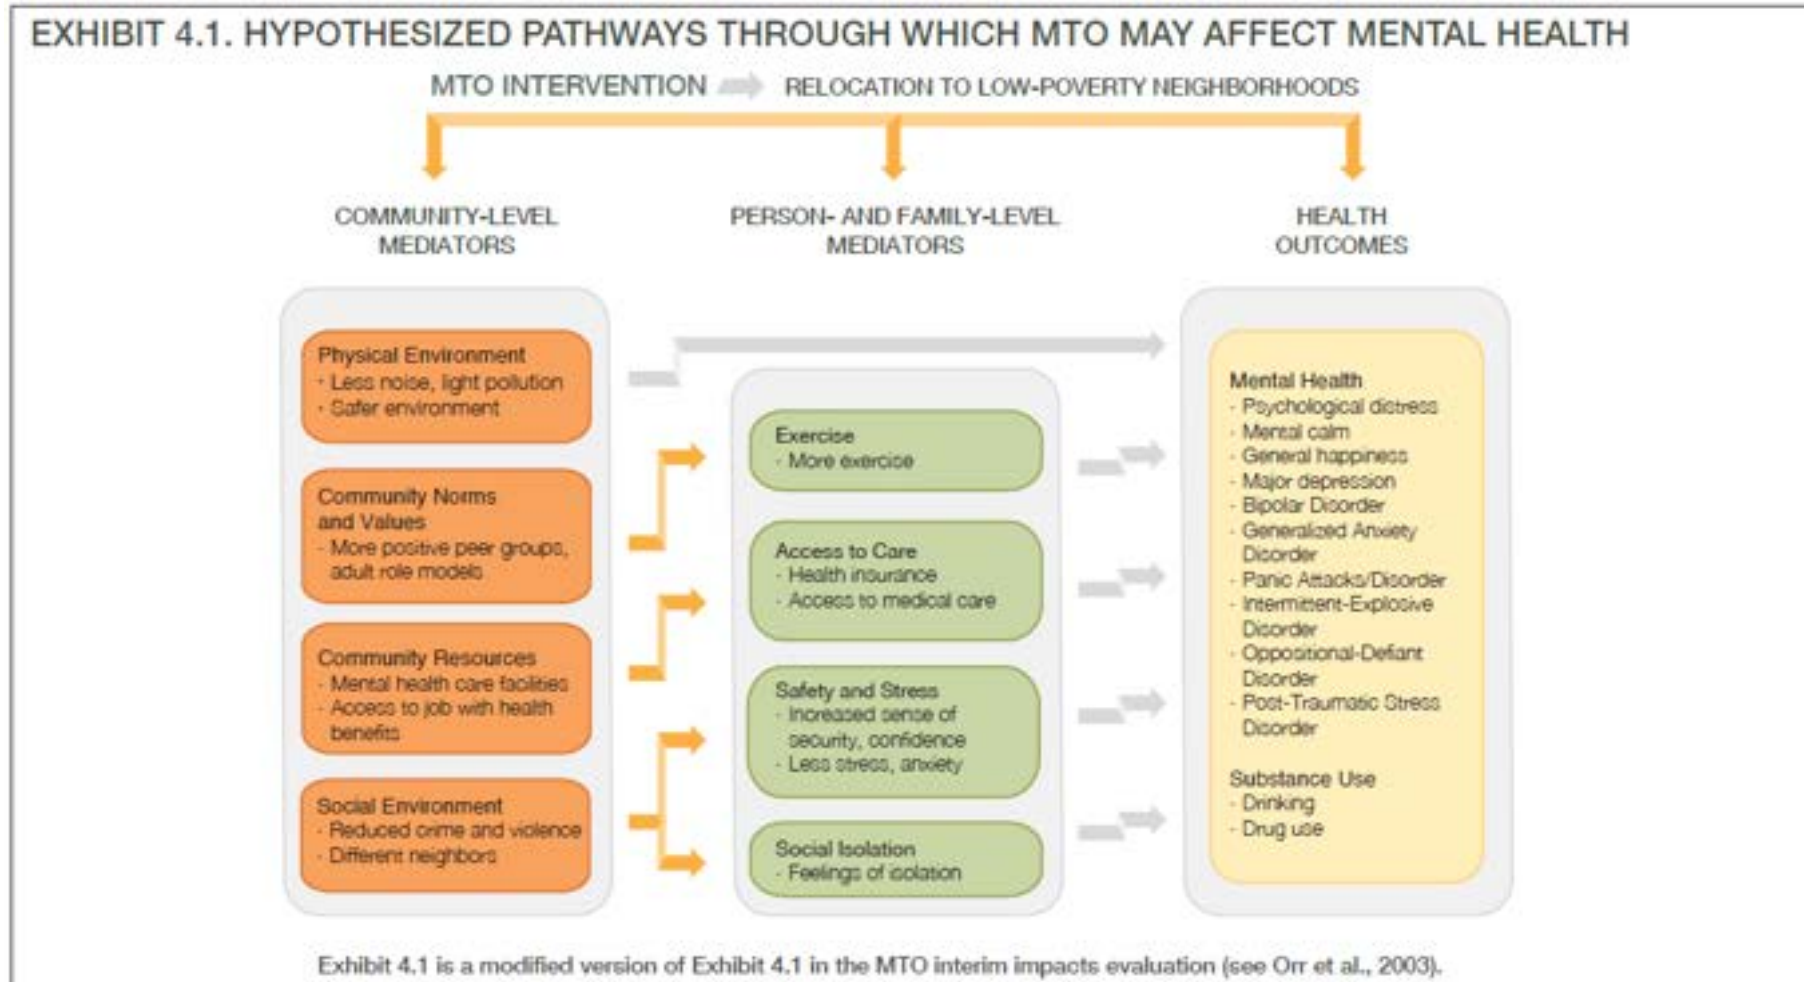 EXHIBIT 4.1. HYPOTHESIZED PATHWAYS THROUGH WHICH MTO MAY AFFECT MENTAL HEALTH
MTO INTERVENTION RELOCATION TO LOW-POVERTY NEIGHBORHOODS
COMMUNITY-LEVEL
MEDIATORS
PERSON- AND FAMILY-LEVEL
MEDIATORS
HEALTH
OUTCOMES
Physical Environment
· Less noise, light pollution
· Safer environment
Community Norms
and Values
· More positive peer groups,
adult role models
Community Resources
· Mental health care facilities
· Access to job with health
benefits
Social Environment
· Reduced crime and violence
· Different neighbors
Exercise
· More exercise
Access to Care
· Health insurance
· Access to medical care
Safety and Stress
· Increased sense of
security, confidence
· Less stress, anxiety
Social Isolation
· Feelings of isolation
Mental Health
· Psychological distress
· Mental calm
· General happiness
· Major depression
· Bipolar Disorder
· Generalized Anxiety
Disorder
· Panic Attacks/Disorder
· Intermittent-Explosive
Disorder
· Oppositional-Defiant
Disorder
· Post-Traumatic Stress
Disorder
Substance Use
· Drinking
· Drug use
Exhibit 4.1 is a modified version of Exhibit 4.1 in the MTO interim impacts evaluation (see Orr et al., 2003).